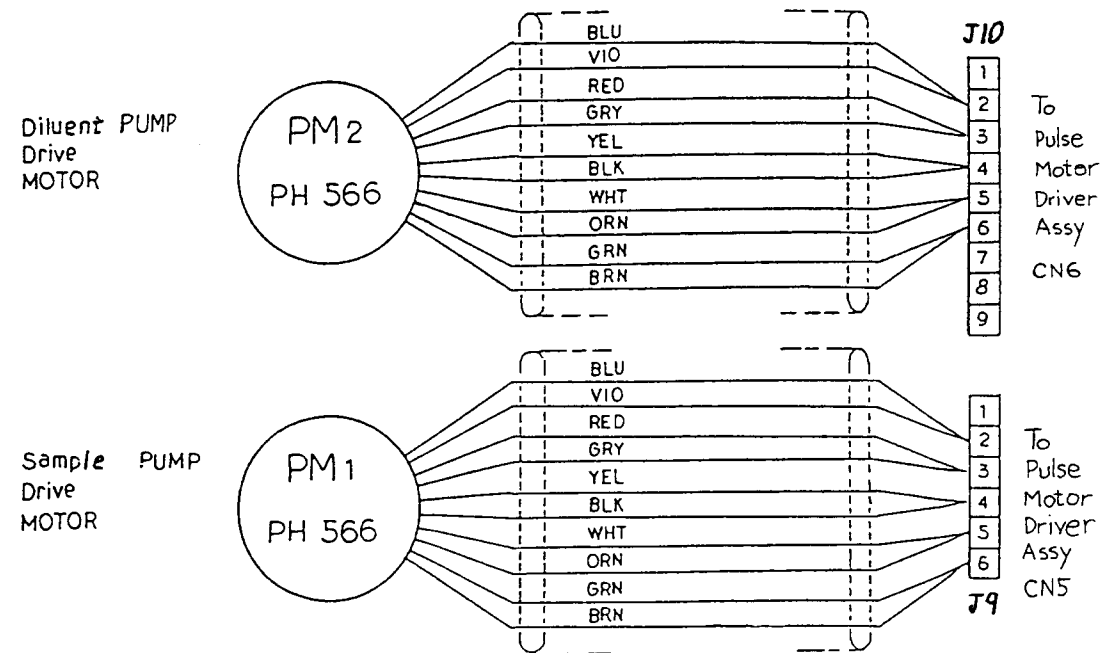 Diluent PUMP
Drive
MOTOR
PM2
PH 566
BLU
VIO
RED
GRY
YEL
BLK
WHT
ORN
GRN
BRN
J10
1
2
3
4
5
6
7
8
9
To
Pulse
Motor
Driver
Assy
CN6
Sample PUMP
Drive
MOTOR
PM1
PH 566
BLU
VIO
RED
GRY
YEL
BLK
WHT
ORN
GRN
BRN
1
2
3
4
5
6
J9
To
Pulse
Motor
Driver
Assy
CN5